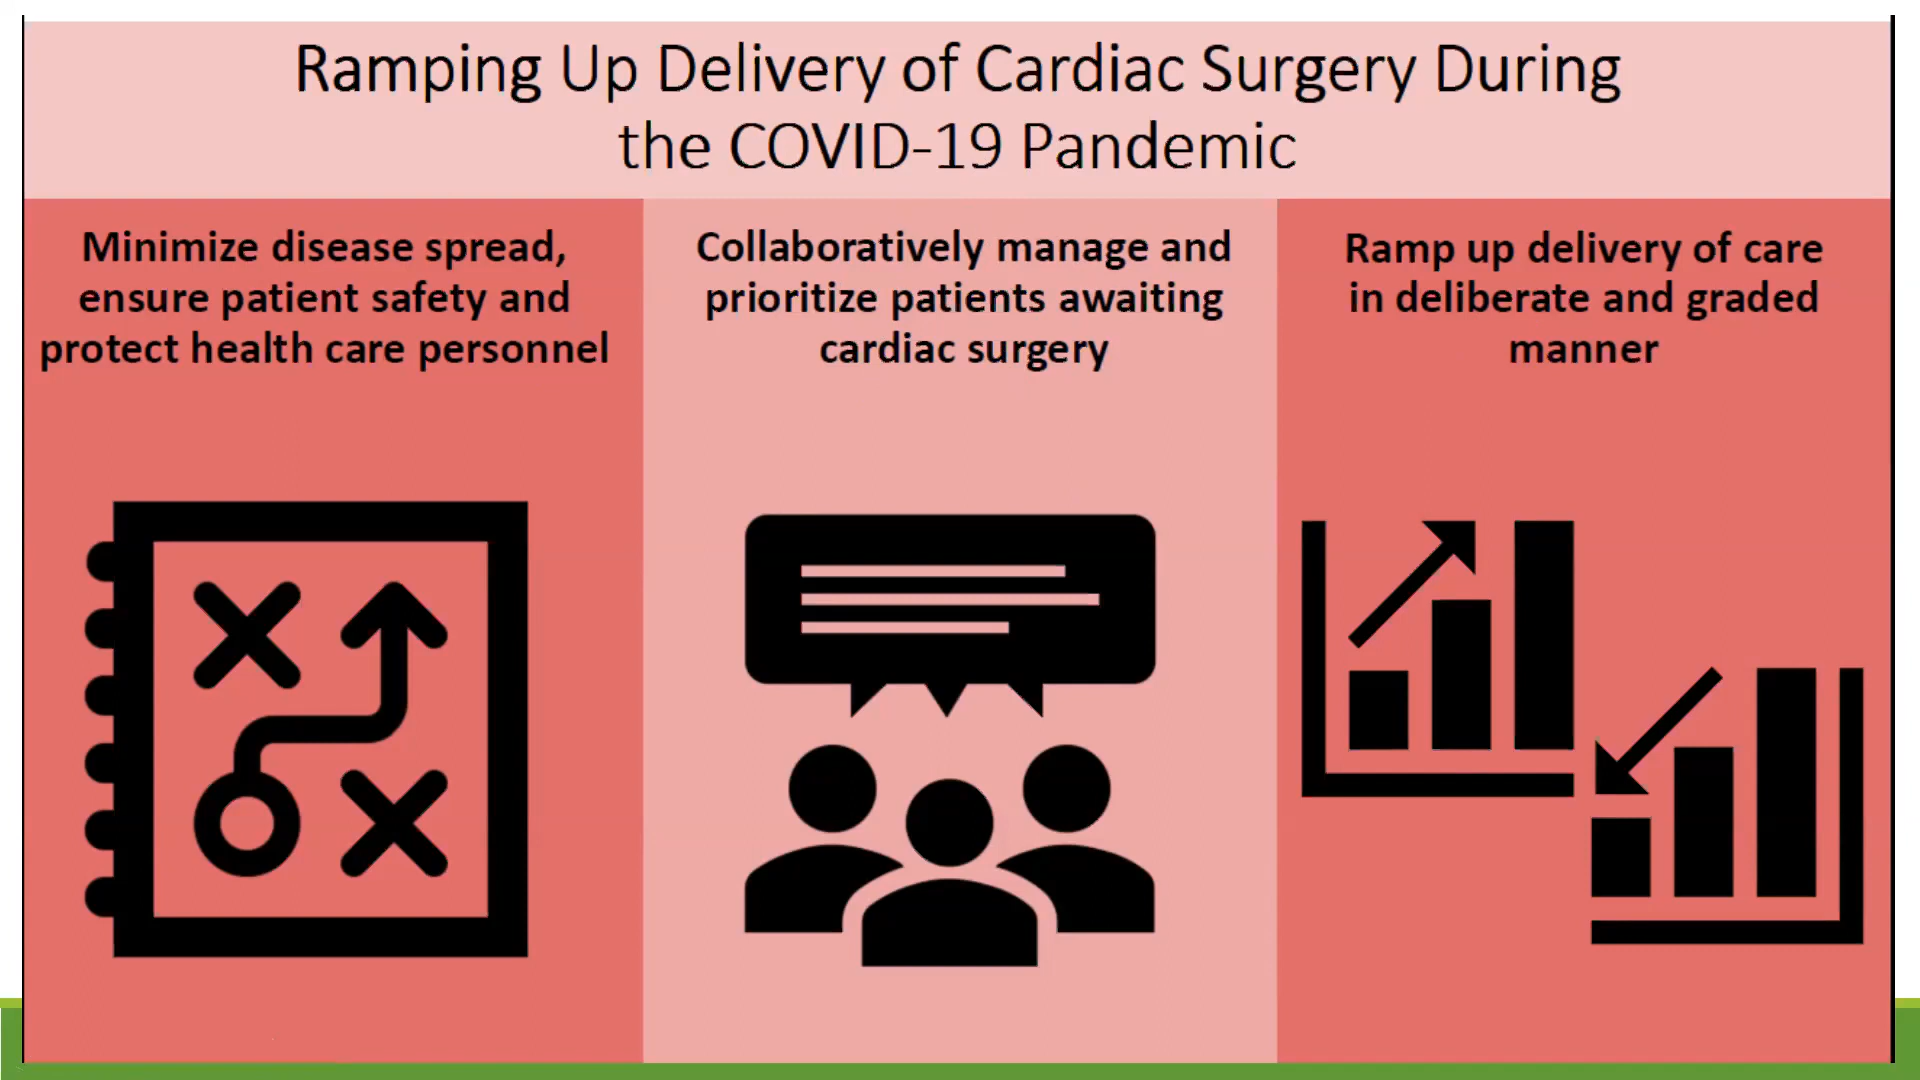 Ramping Up Delivery of Cardiac Surgery During
the COVID-19 Pandemic
Minimize disease spread,
ensure patient safety and
protect health care personnel
Collaboratively manage and
prioritize patients awaiting
cardiac surgery
Ramp up delivery of care
in deliberate and graded
manner